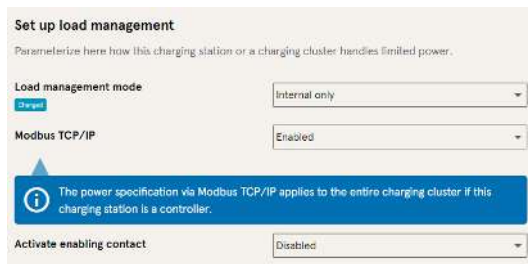 Set up load management
Parameterize here how this charging station or a charging cluster handles limited power.
Load management mode
Internal only
Changed
Modbus TCP/IP
Enabled
The power specification via Modbus TCP/IP applies to the entire charging cluster if this
charging station is a controller.
Activate enabling contact
Disabled